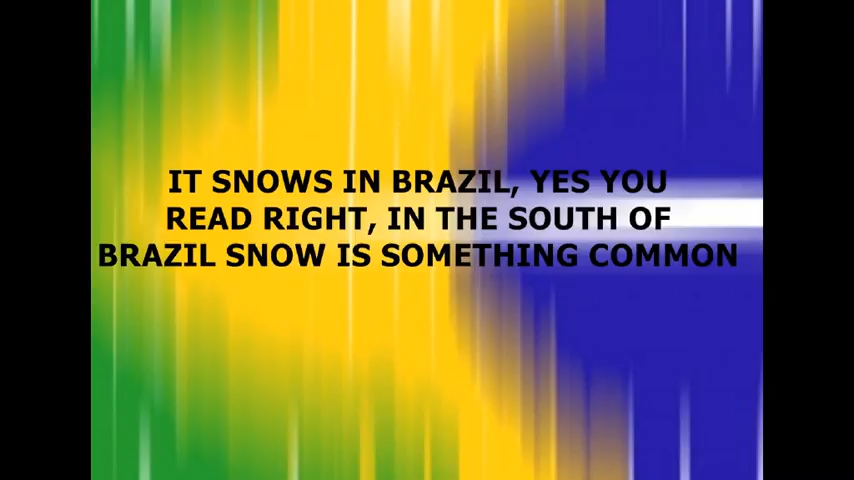 IT SNOWS IN BRAZIL, YES YOU
READ RIGHT, IN THE SOUTH OF
BRAZIL SNOW IS SOMETHING COMMON